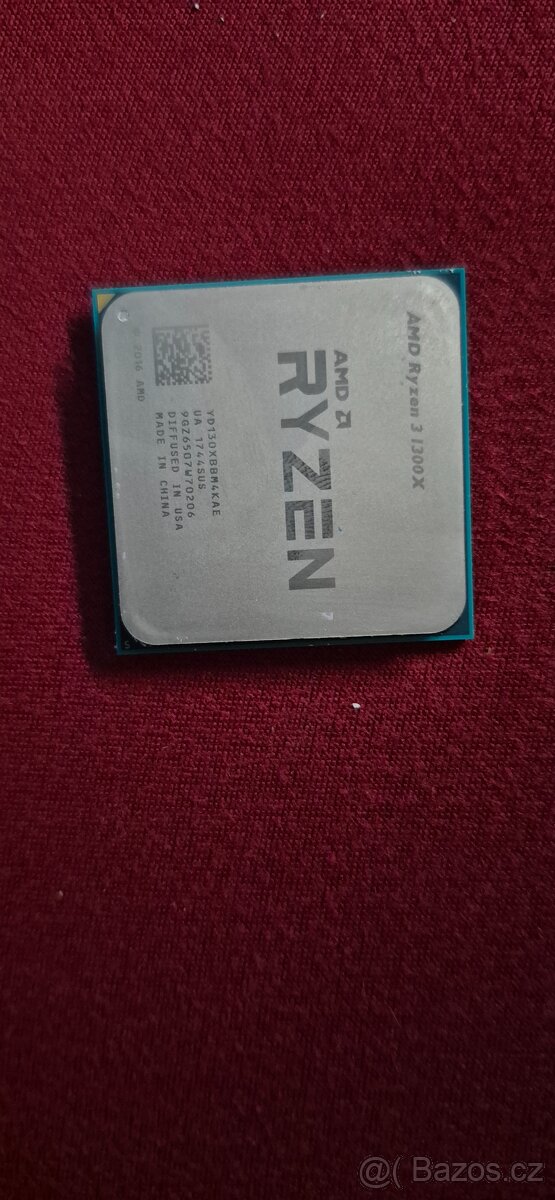 AMD Ryzen 3 1300X
AMD
RYZEN
YD130XBBM4KAE
UA 1744SUS
9GZ6507W70206
DIFFUSED IN USA
MADE IN CHINA
© 2016 AMD
@( Bazos.cz